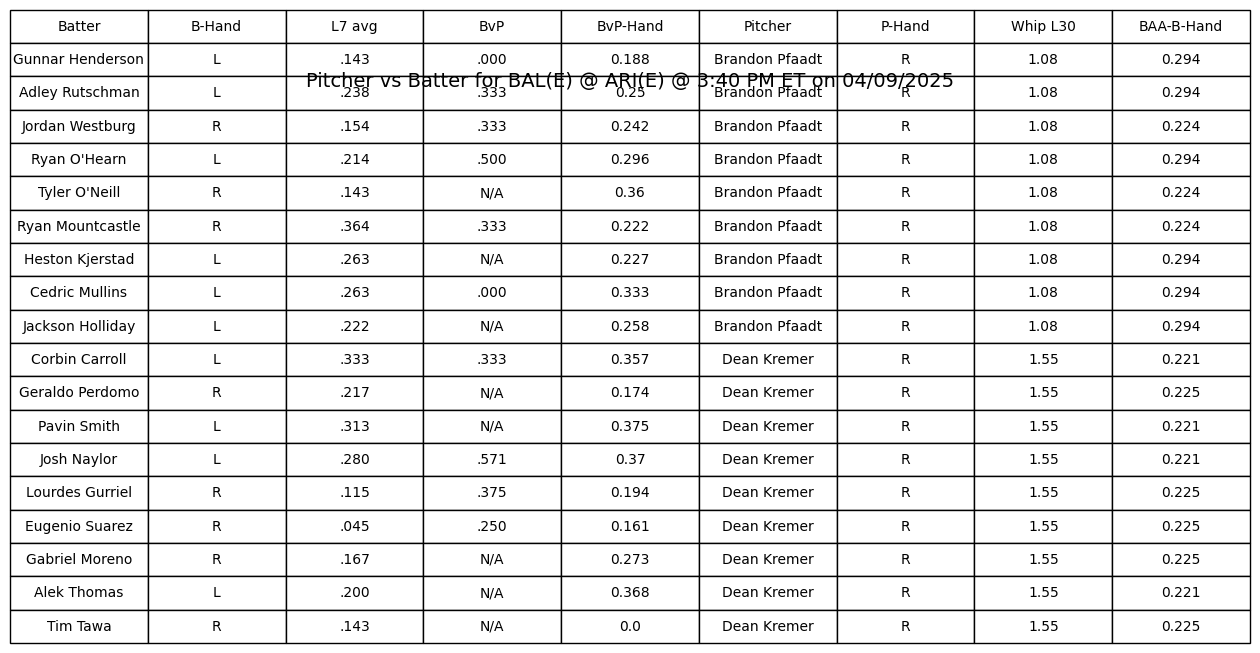 Batter B-Hand L7 avg BvP BvP-Hand Pitcher P-Hand Whip L30 BAA-B-Hand
Gunnar Henderson L .143 .000 0.188 Brandon Pfaadt R 1.08 0.294
Pitcher vs Batter for BAL(E) @ ARI(E) @ 3:40 PM ET on 04/09/2025
Adley Rutschman L .238 .333 0.25 Brandon Pfaadt R 1.08 0.294
Jordan Westburg R .154 .333 0.242 Brandon Pfaadt R 1.08 0.224
Ryan O'Hearn L .214 .500 0.296 Brandon Pfaadt R 1.08 0.294
Tyler O'Neill R .143 N/A 0.36 Brandon Pfaadt R 1.08 0.224
Ryan Mountcastle R .364 .333 0.222 Brandon Pfaadt R 1.08 0.224
Heston Kjerstad L .263 N/A 0.227 Brandon Pfaadt R 1.08 0.294
Cedric Mullins L .263 .000 0.333 Brandon Pfaadt R 1.08 0.294
Jackson Holliday L .222 N/A 0.258 Brandon Pfaadt R 1.08 0.294
Corbin Carroll L .333 .333 0.357 Dean Kremer R 1.55 0.221
Geraldo Perdomo R .217 N/A 0.174 Dean Kremer R 1.55 0.225
Pavin Smith L .313 N/A 0.375 Dean Kremer R 1.55 0.221
Josh Naylor L .280 .571 0.37 Dean Kremer R 1.55 0.221
Lourdes Gurriel R .115 .375 0.194 Dean Kremer R 1.55 0.225
Eugenio Suarez R .045 .250 0.161 Dean Kremer R 1.55 0.225
Gabriel Moreno R .167 N/A 0.273 Dean Kremer R 1.55 0.225
Alek Thomas L .200 N/A 0.368 Dean Kremer R 1.55 0.221
Tim Tawa R .143 N/A 0.0 Dean Kremer R 1.55 0.225